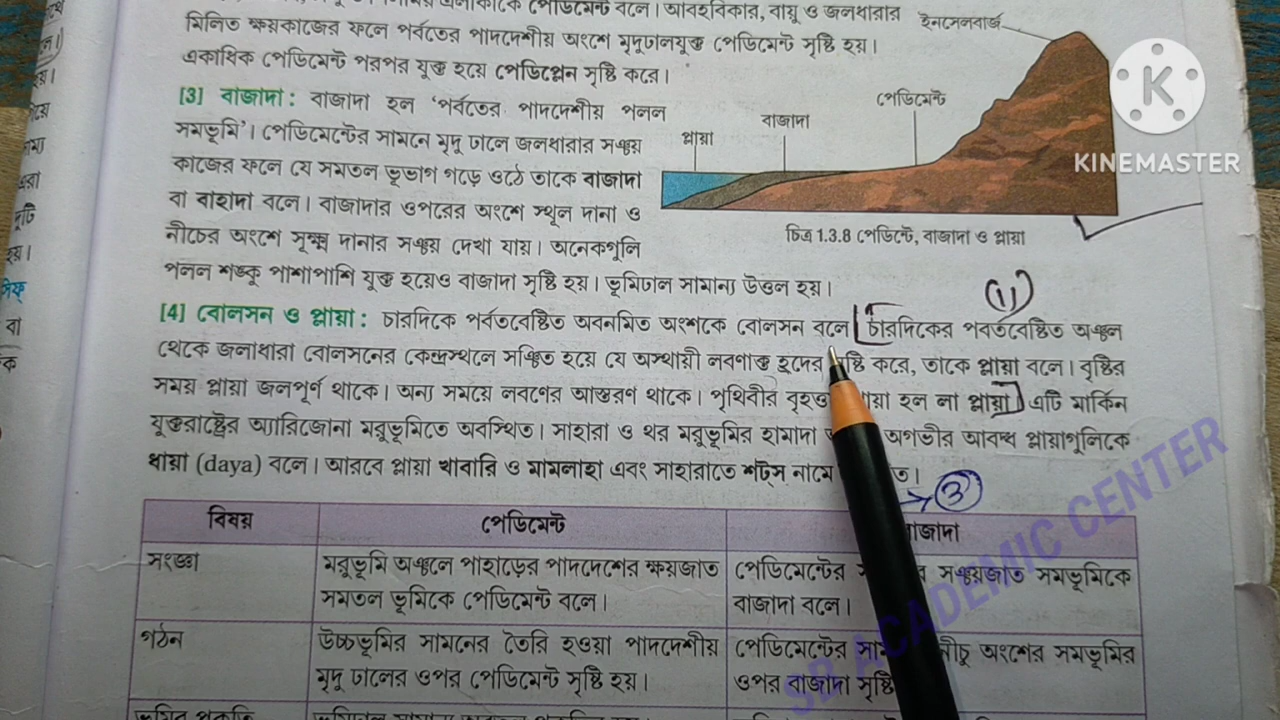 এলাকাকে পেডিমেন্ট বলে। আবহবিকার, বায়ু ও জলধারার
মিলিত ক্ষয়কাজের ফলে পর্বতের পাদদেশীয় অংশে মৃদুঢালযুক্ত পেডিমেন্ট সৃষ্টি হয়।
একাধিক পেডিমেন্ট পরপর যুক্ত হয়ে পেডিপ্লেন সৃষ্টি করে।
[3] বাজাদা : বাজাদা হল ‘পর্বতের পাদদেশীয় পলল
সমভূমি’। পেডিমেন্টের সামনে মৃদু ঢালে জলধারার সঞ্চয়
কাজের ফলে যে সমতল ভূভাগ গড়ে ওঠে তাকে বাজাদা
বা বাহাদা বলে। বাজাদার ওপরের অংশে স্থূল দানা ও
নীচের অংশে সূক্ষ্ম দানার সঞ্চয় দেখা যায়। অনেকগুলি
পলল শঙ্কু পাশাপাশি যুক্ত হয়েও বাজাদা সৃষ্টি হয়। ভূমিঢাল সামান্য উত্তল হয়।
ইনসেলবার্জ
পেডিমেন্ট
বাজাদা
প্লায়া
K
KINEMASTER
চিত্র 1.3.8 পেডিমেন্ট, বাজাদা ও প্লায়া
[4] বোলসন ও প্লায়া : চারদিকে পর্বতবেষ্টিত অবনমিত অংশকে বোলসন বলে। চারদিকের পর্বতবেষ্টিত অঞ্চল
থেকে জলধারা বোলসনের কেন্দ্রস্থলে সঞ্চিত হয়ে যে অস্থায়ী লবণাক্ত হ্রদের সৃষ্টি করে, তাকে প্লায়া বলে। বৃষ্টির
সময় প্লায়া জলপূর্ণ থাকে। অন্য সময়ে লবণের আস্তরণ থাকে। পৃথিবীর হল লা প্লায়া। এটি মার্কিন
যুক্তরাষ্ট্রের অ্যারিজোনা মরুভূমিতে অবস্থিত। সাহারা ও থর মরুভূমির হামাদা অগভীর আবদ্ধ প্লায়াগুলিকে
ধায়া (daya) বলে। আরবে প্লায়া খাবারি ও মামলাহা এবং সাহারাতে শটস্ নামে
৩
বিষয় পেডিমেন্ট বাজাদা
সংজ্ঞা মরুভূমি অঞ্চলে পাহাড়ের পাদদেশের ক্ষয়জাত পেডিমেন্টের সঞ্চয়জাত সমভূমিকে
সমতল ভূমিকে পেডিমেন্ট বলে। বাজাদা বলে।
গঠন উচ্চভূমির সামনের তৈরি হওয়া পাদদেশীয় পেডিমেন্টের নীচু অংশের সমভূমির
মৃদু ঢালের ওপর পেডিমেন্ট সৃষ্টি হয়। ওপর বাজাদা সৃষ্টি
SB ACADEMIC CENTER